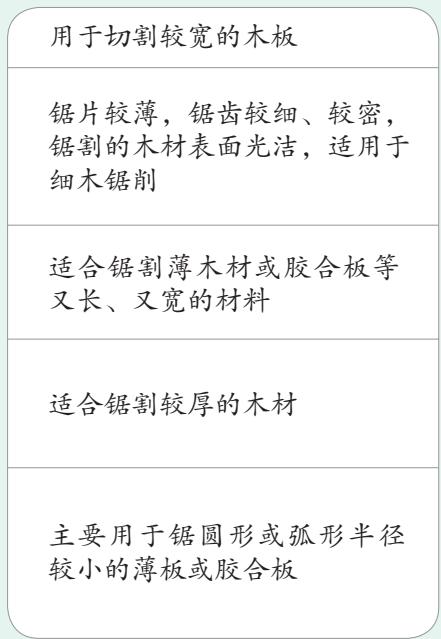 用于切割较宽的木板
锯片较薄，锯齿较细、较密，
锯割的木材表面光洁，适用于
细木锯削
适合锯割薄木材或胶合板等
又长、又宽的材料
适合锯割较厚的木材
主要用于锯圆形或弧形半径
较小的薄板或胶合板